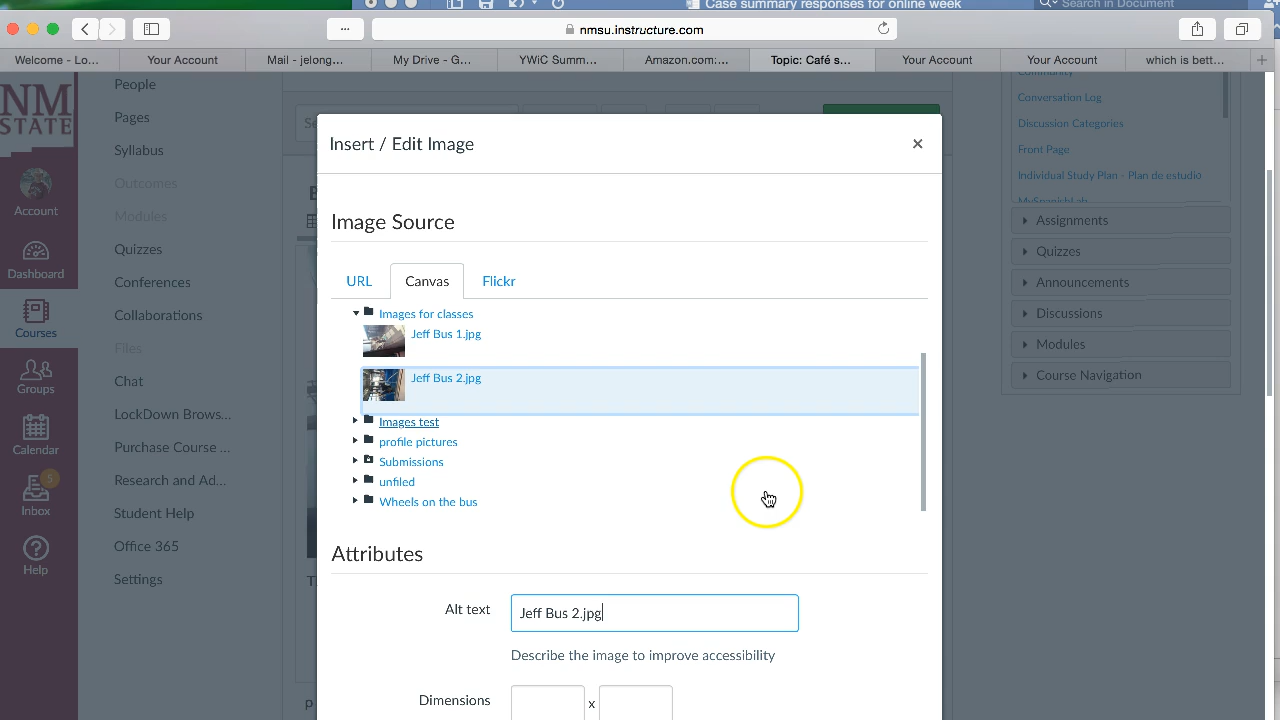 Case summary responses for online week
Search in Document
nmsu.instructure.com
Welcome - Lo...
Your Account
Mail - jelong...
My Drive - G...
YWiC Summ...
Amazon.com:...
Topic: Café s...
Your Account
Your Account
which is bett...
NM
STATE
Account
Dashboard
Courses
Groups
Calendar
5
Inbox
Help
People
Pages
Syllabus
Outcomes
Modules
Quizzes
Conferences
Collaborations
Files
Chat
LockDown Brows...
Purchase Course ...
Research and Ad...
Student Help
Office 365
Settings
Insert / Edit Image
×
Image Source
URL
Canvas
Flickr
Images for classes
Jeff Bus 1.jpg
Jeff Bus 2.jpg
Images test
profile pictures
Submissions
unfiled
Wheels on the bus
Attributes
Alt text
Jeff Bus 2.jpg
Describe the image to improve accessibility
Dimensions
x
Community
Conversation Log
Discussion Categories
Front Page
Individual Study Plan - Plan de estudio
MySpanishLab
Assignments
Quizzes
Announcements
Discussions
Modules
Course Navigation